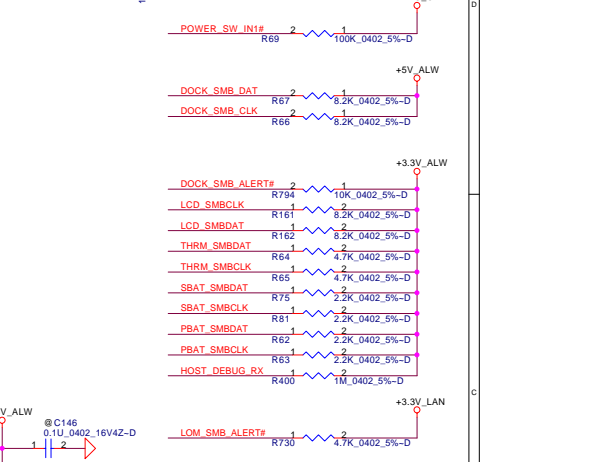 D
POWER_SW_IN1# 2 1
R69 100K_0402_5%~D
+5V_ALW
DOCK_SMB_DAT 2 1
R67 8.2K_0402_5%~D
DOCK_SMB_CLK 2 1
R66 8.2K_0402_5%~D
+3.3V_ALW
DOCK_SMB_ALERT# 2 1
R794 10K_0402_5%~D
LCD_SMBCLK 1 2
R161 8.2K_0402_5%~D
LCD_SMBDAT 1 2
R162 8.2K_0402_5%~D
THRM_SMBDAT 1 2
R64 4.7K_0402_5%~D
THRM_SMBCLK 1 2
R65 4.7K_0402_5%~D
SBAT_SMBDAT 1 2
R75 2.2K_0402_5%~D
SBAT_SMBCLK 1 2
R81 2.2K_0402_5%~D
PBAT_SMBDAT 1 2
R62 2.2K_0402_5%~D
PBAT_SMBCLK 1 2
R63 2.2K_0402_5%~D
HOST_DEBUG_RX 1 2
R400 1M_0402_5%~D
C
+3.3V_LAN
V_ALW
@C146
0.1U_0402_16V4Z~D
1 2
LOM_SMB_ALERT# 1 2
R730 4.7K_0402_5%~D